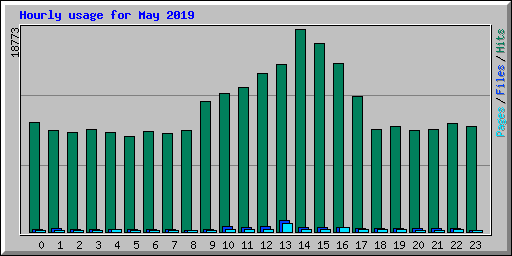 Hourly usage for May 2019
18773
Pages/Files/Hits
0 1 2 3 4 5 6 7 8 9 10 11 12 13 14 15 16 17 18 19 20 21 22 23